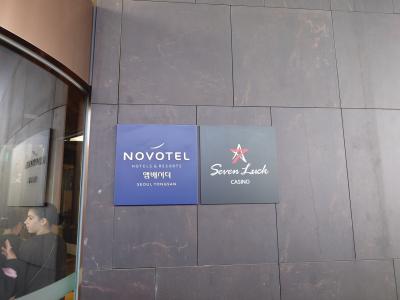 NOVOTEL
HOTELS & RESORTS
앰배서더
SEOUL YONGSAN
Seven Luck
CASINO